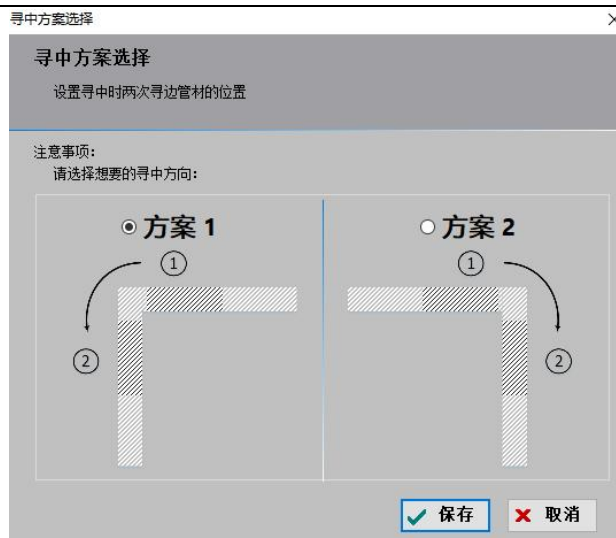 寻中方案选择
寻中方案选择
设置寻中时两次寻边管材的位置
注意事项：
请选择想要的寻中方向：
方案 1
方案 2
①
①
②
②
保存
取消